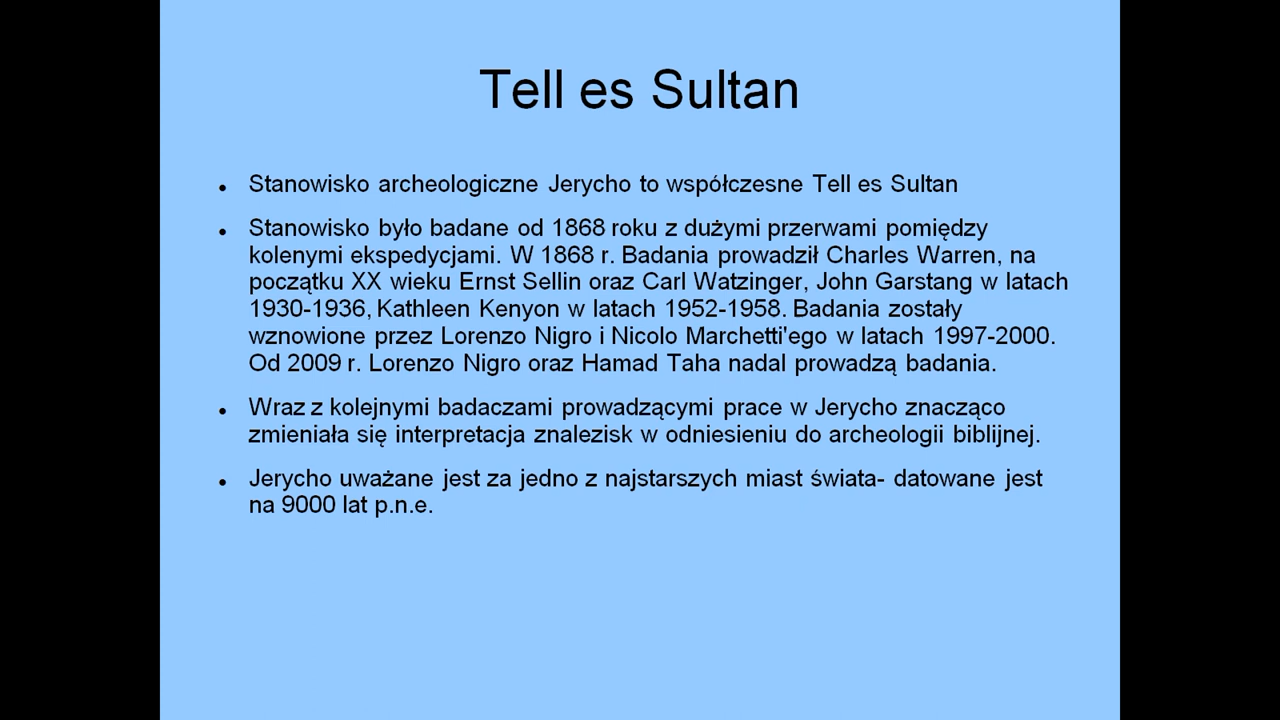 Tell es Sultan
Stanowisko archeologiczne Jerycho to współczesne Tell es Sultan
Stanowisko było badane od 1868 roku z dużymi przerwami pomiędzy
kolenymi ekspedycjami. W 1868 r. Badania prowadził Charles Warren, na
początku XX wieku Ernst Sellin oraz Carl Watzinger, John Garstang w latach
1930-1936, Kathleen Kenyon w latach 1952-1958. Badania zostały
wznowione przez Lorenzo Nigro i Nicolo Marchetti'ego w latach 1997-2000.
Od 2009 r. Lorenzo Nigro oraz Hamad Taha nadal prowadzą badania.
Wraz z kolejnymi badaczami prowadzącymi prace w Jerycho znacząco
zmieniała się interpretacja znalezisk w odniesieniu do archeologii biblijnej.
Jerycho uważane jest za jedno z najstarszych miast świata- datowane jest
na 9000 lat p.n.e.